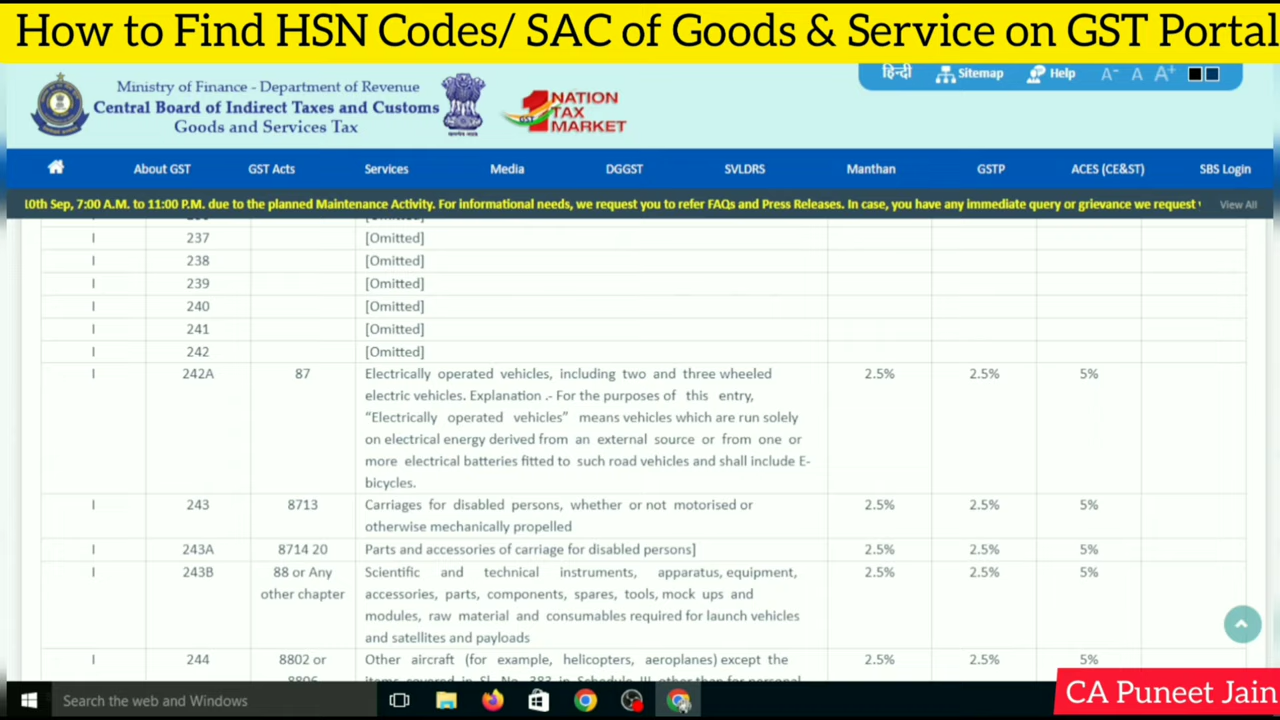 How to Find HSN Codes/ SAC of Goods & Service on GST Portal
Ministry of Finance - Department of Revenue
Central Board of Indirect Taxes and Customs
Goods and Services Tax
NATION
TAX
MARKET
GST
हिन्दी Sitemap Help A- A A+
About GST GST Acts Services Media DGGST SVLDRS Manthan GSTP ACES (CE&ST) SBS Login
10th Sep, 7:00 A.M. to 11:00 P.M. due to the planned Maintenance Activity. For informational needs, we request you to refer FAQs and Press Releases. In case, you have any immediate query or grievance we request View All
I 237 [Omitted]
I 238 [Omitted]
I 239 [Omitted]
I 240 [Omitted]
I 241 [Omitted]
I 242 [Omitted]
I 242A 87 Electrically operated vehicles, including two and three wheeled 2.5% 2.5% 5%
electric vehicles. Explanation .- For the purposes of this entry,
“Electrically operated vehicles” means vehicles which are run solely
on electrical energy derived from an external source or from one or
more electrical batteries fitted to such road vehicles and shall include E-
bicycles.
I 243 8713 Carriages for disabled persons, whether or not motorised or 2.5% 2.5% 5%
otherwise mechanically propelled
I 243A 8714 20 Parts and accessories of carriage for disabled persons] 2.5% 2.5% 5%
I 243B 88 or Any Scientific and technical instruments, apparatus, equipment, 2.5% 2.5% 5%
other chapter accessories, parts, components, spares, tools, mock ups and
modules, raw material and consumables required for launch vehicles
and satellites and payloads
I 244 8802 or Other aircraft (for example, helicopters, aeroplanes) except the 2.5% 2.5% 5%
CA Puneet Jain
Search the web and Windows